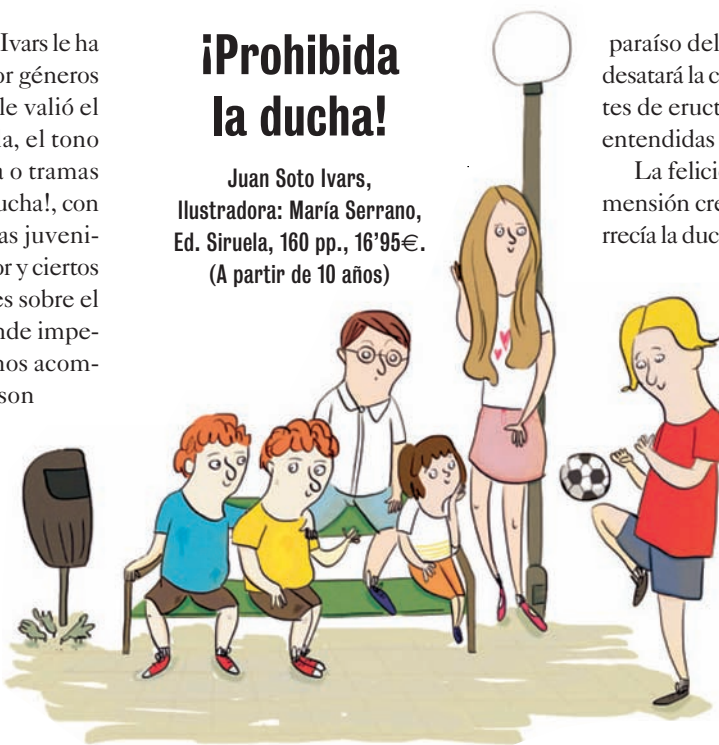 Ivars le ha
or géneros
le valió el
a, el tono
a o tramas
ucha!, con
as juveni-
or y ciertos
es sobre el
nde impe-
nos acom-
son
¡Prohibida
la ducha!
Juan Soto Ivars,
Ilustradora: María Serrano,
Ed. Siruela, 160 pp., 16’95€.
(A partir de 10 años)
paraíso del
desatará la c
tes de eruct
entendidas
La felici
mensión cre
rrecía la duc